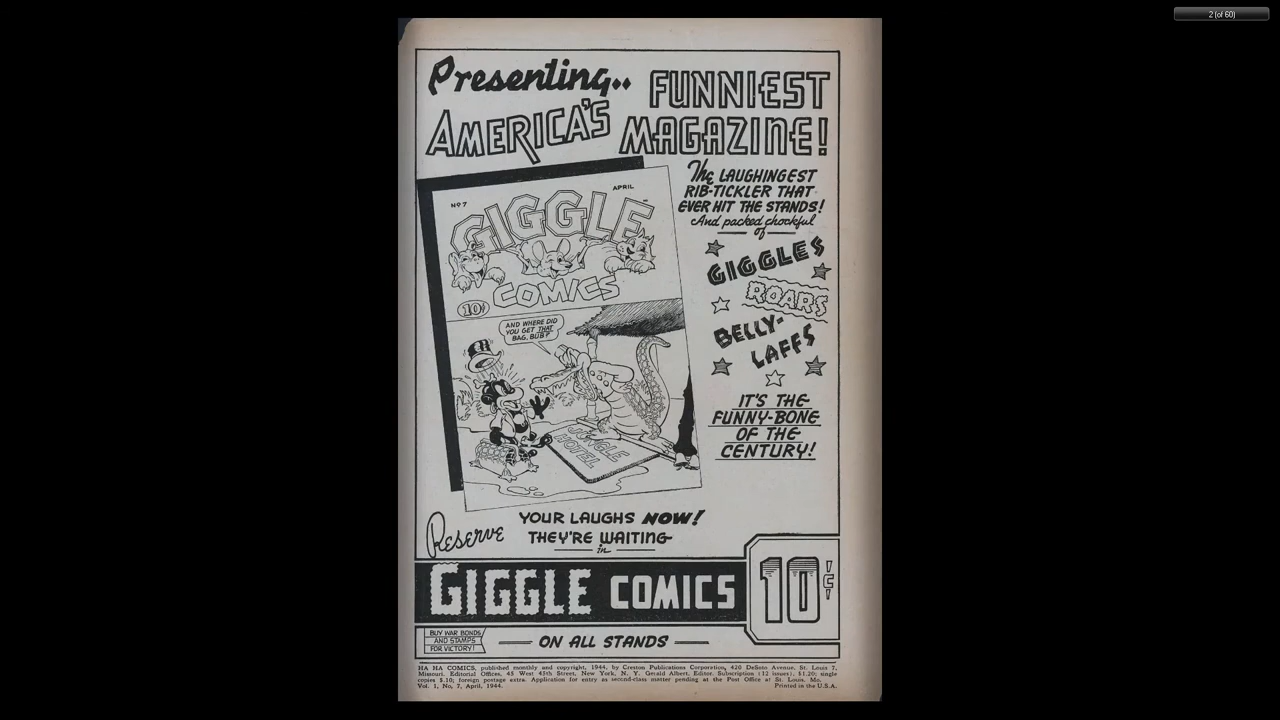 2 (of 60)
Presenting..
AMERICA'S FUNNIEST
MAGAZINE!
The LAUGHINGEST
RIB-TICKLER THAT
EVER HIT THE STANDS!
And packed chockful
of
GIGGLES
ROARS
BELLY-
LAFFS
IT'S THE
FUNNY-BONE
OF THE
CENTURY!
Nº 7
APRIL
GIGGLE
COMICS
10¢
AND WHERE DID
YOU GET THAT
BAG, BUB?
JUNGLE
HOTEL
Reserve YOUR LAUGHS NOW!
THEY'RE WAITING
in
GIGGLE COMICS 10¢
BUY WAR BONDS
AND STAMPS
FOR VICTORY!
ON ALL STANDS
HA HA COMICS, published monthly and copyright, 1944, by Creston Publications Corporation, 420 DeSoto Avenue, St. Louis 7,
Missouri. Editorial Offices, 45 West 45th Street, New York, N. Y. Gerald Albert, Editor. Subscription (12 issues), $1.20; single
copies $.10; foreign postage extra. Application for entry as second-class matter pending at the Post Office at St. Louis, Mo.
Vol. 1, No. 7, April, 1944. Printed in the U.S.A.